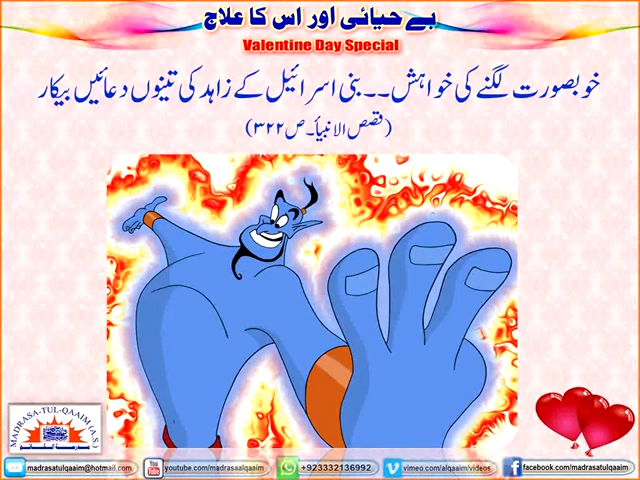 بے حیائی اور اس کا علاج
Valentine Day Special
خوبصورت لگنے کی خواہش۔۔بنی اسرائیل کے زاہد کی تینوں دعائیں بیکار
(قصص الانبیأ۔ص۳۲۲)
MADRASA-TUL-QAAIM (A.S.)
madrasatulqaaim@hotmail.com
youtube.com/madrasaalqaaim
+923332136992
vimeo.com/alqaaim/videos
facebook.com/madrasatulqaaim